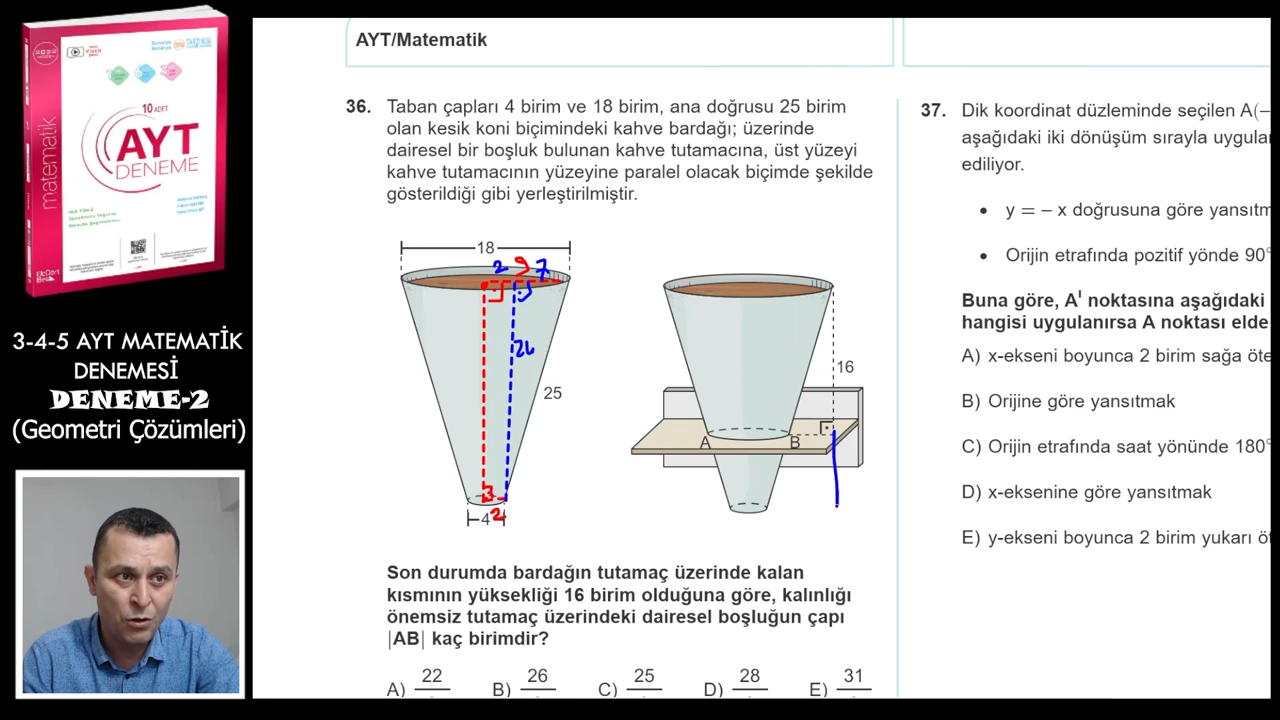 2022
matematik
10 ADET
AYT
DENEME
3-4-5 AYT MATEMATİK
DENEMESİ
DENEME-2
(Geometri Çözümleri)
AYT/Matematik
36. Taban çapları 4 birim ve 18 birim, ana doğrusu 25 birim
olan kesik koni biçimindeki kahve bardağı; üzerinde
dairesel bir boşluk bulunan kahve tutamacına, üst yüzeyi
kahve tutamacının yüzeyine paralel olacak biçimde şekilde
gösterildiği gibi yerleştirilmiştir.
18
2 9 7
24
25
2
4
16
A B
Son durumda bardağın tutamaç üzerinde kalan
kısmının yüksekliği 16 birim olduğuna göre, kalınlığı
önemsiz tutamaç üzerindeki dairesel boşluğun çapı
|AB| kaç birimdir?
A) 22 B) 26 C) 25 D) 28 E) 31
37. Dik koordinat düzleminde seçilen A(–
aşağıdaki iki dönüşüm sırayla uygula
ediliyor.
• y = – x doğrusuna göre yansıtm
• Orijin etrafında pozitif yönde 90°
Buna göre, A' noktasına aşağıdaki
hangisi uygulanırsa A noktası elde
A) x-ekseni boyunca 2 birim sağa öte
B) Orijine göre yansıtmak
C) Orijin etrafında saat yönünde 180°
D) x-eksenine göre yansıtmak
E) y-ekseni boyunca 2 birim yukarı öt